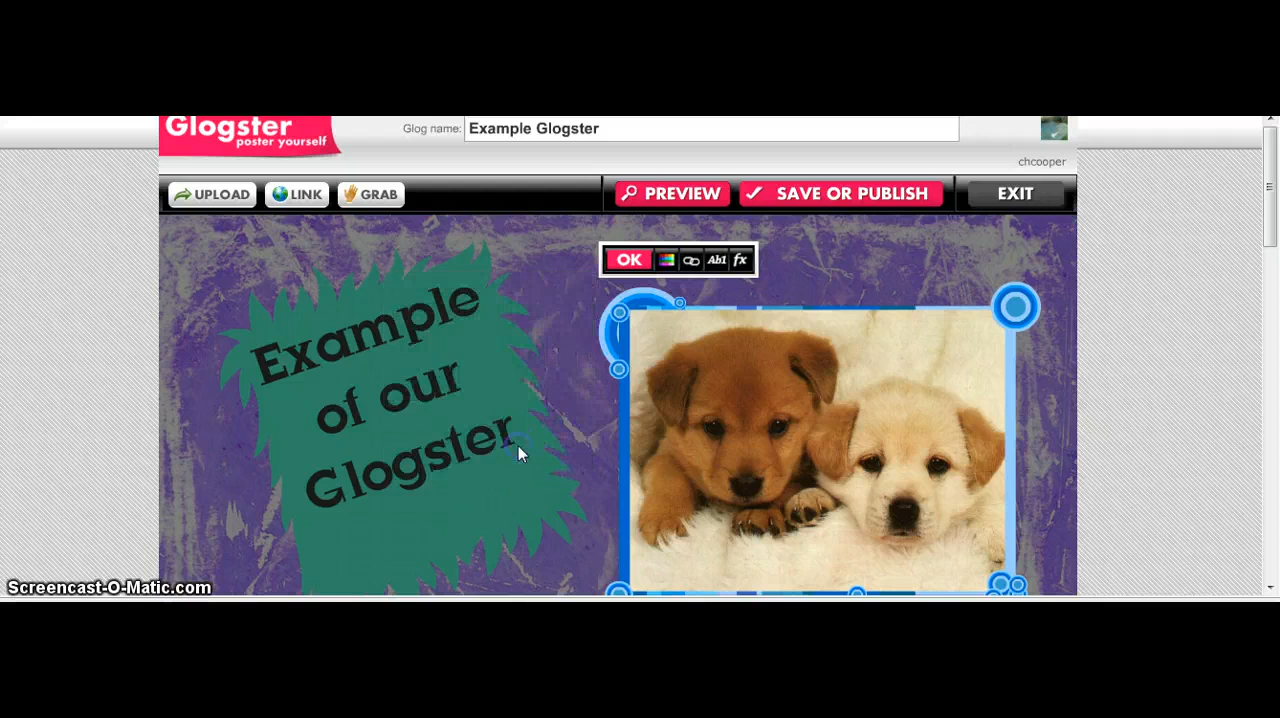 Glogster
poster yourself
Glog name: Example Glogster
chcooper
UPLOAD LINK GRAB PREVIEW SAVE OR PUBLISH EXIT
OK Ab1 fx
Example
of our
Glogster
Screencast-O-Matic.com